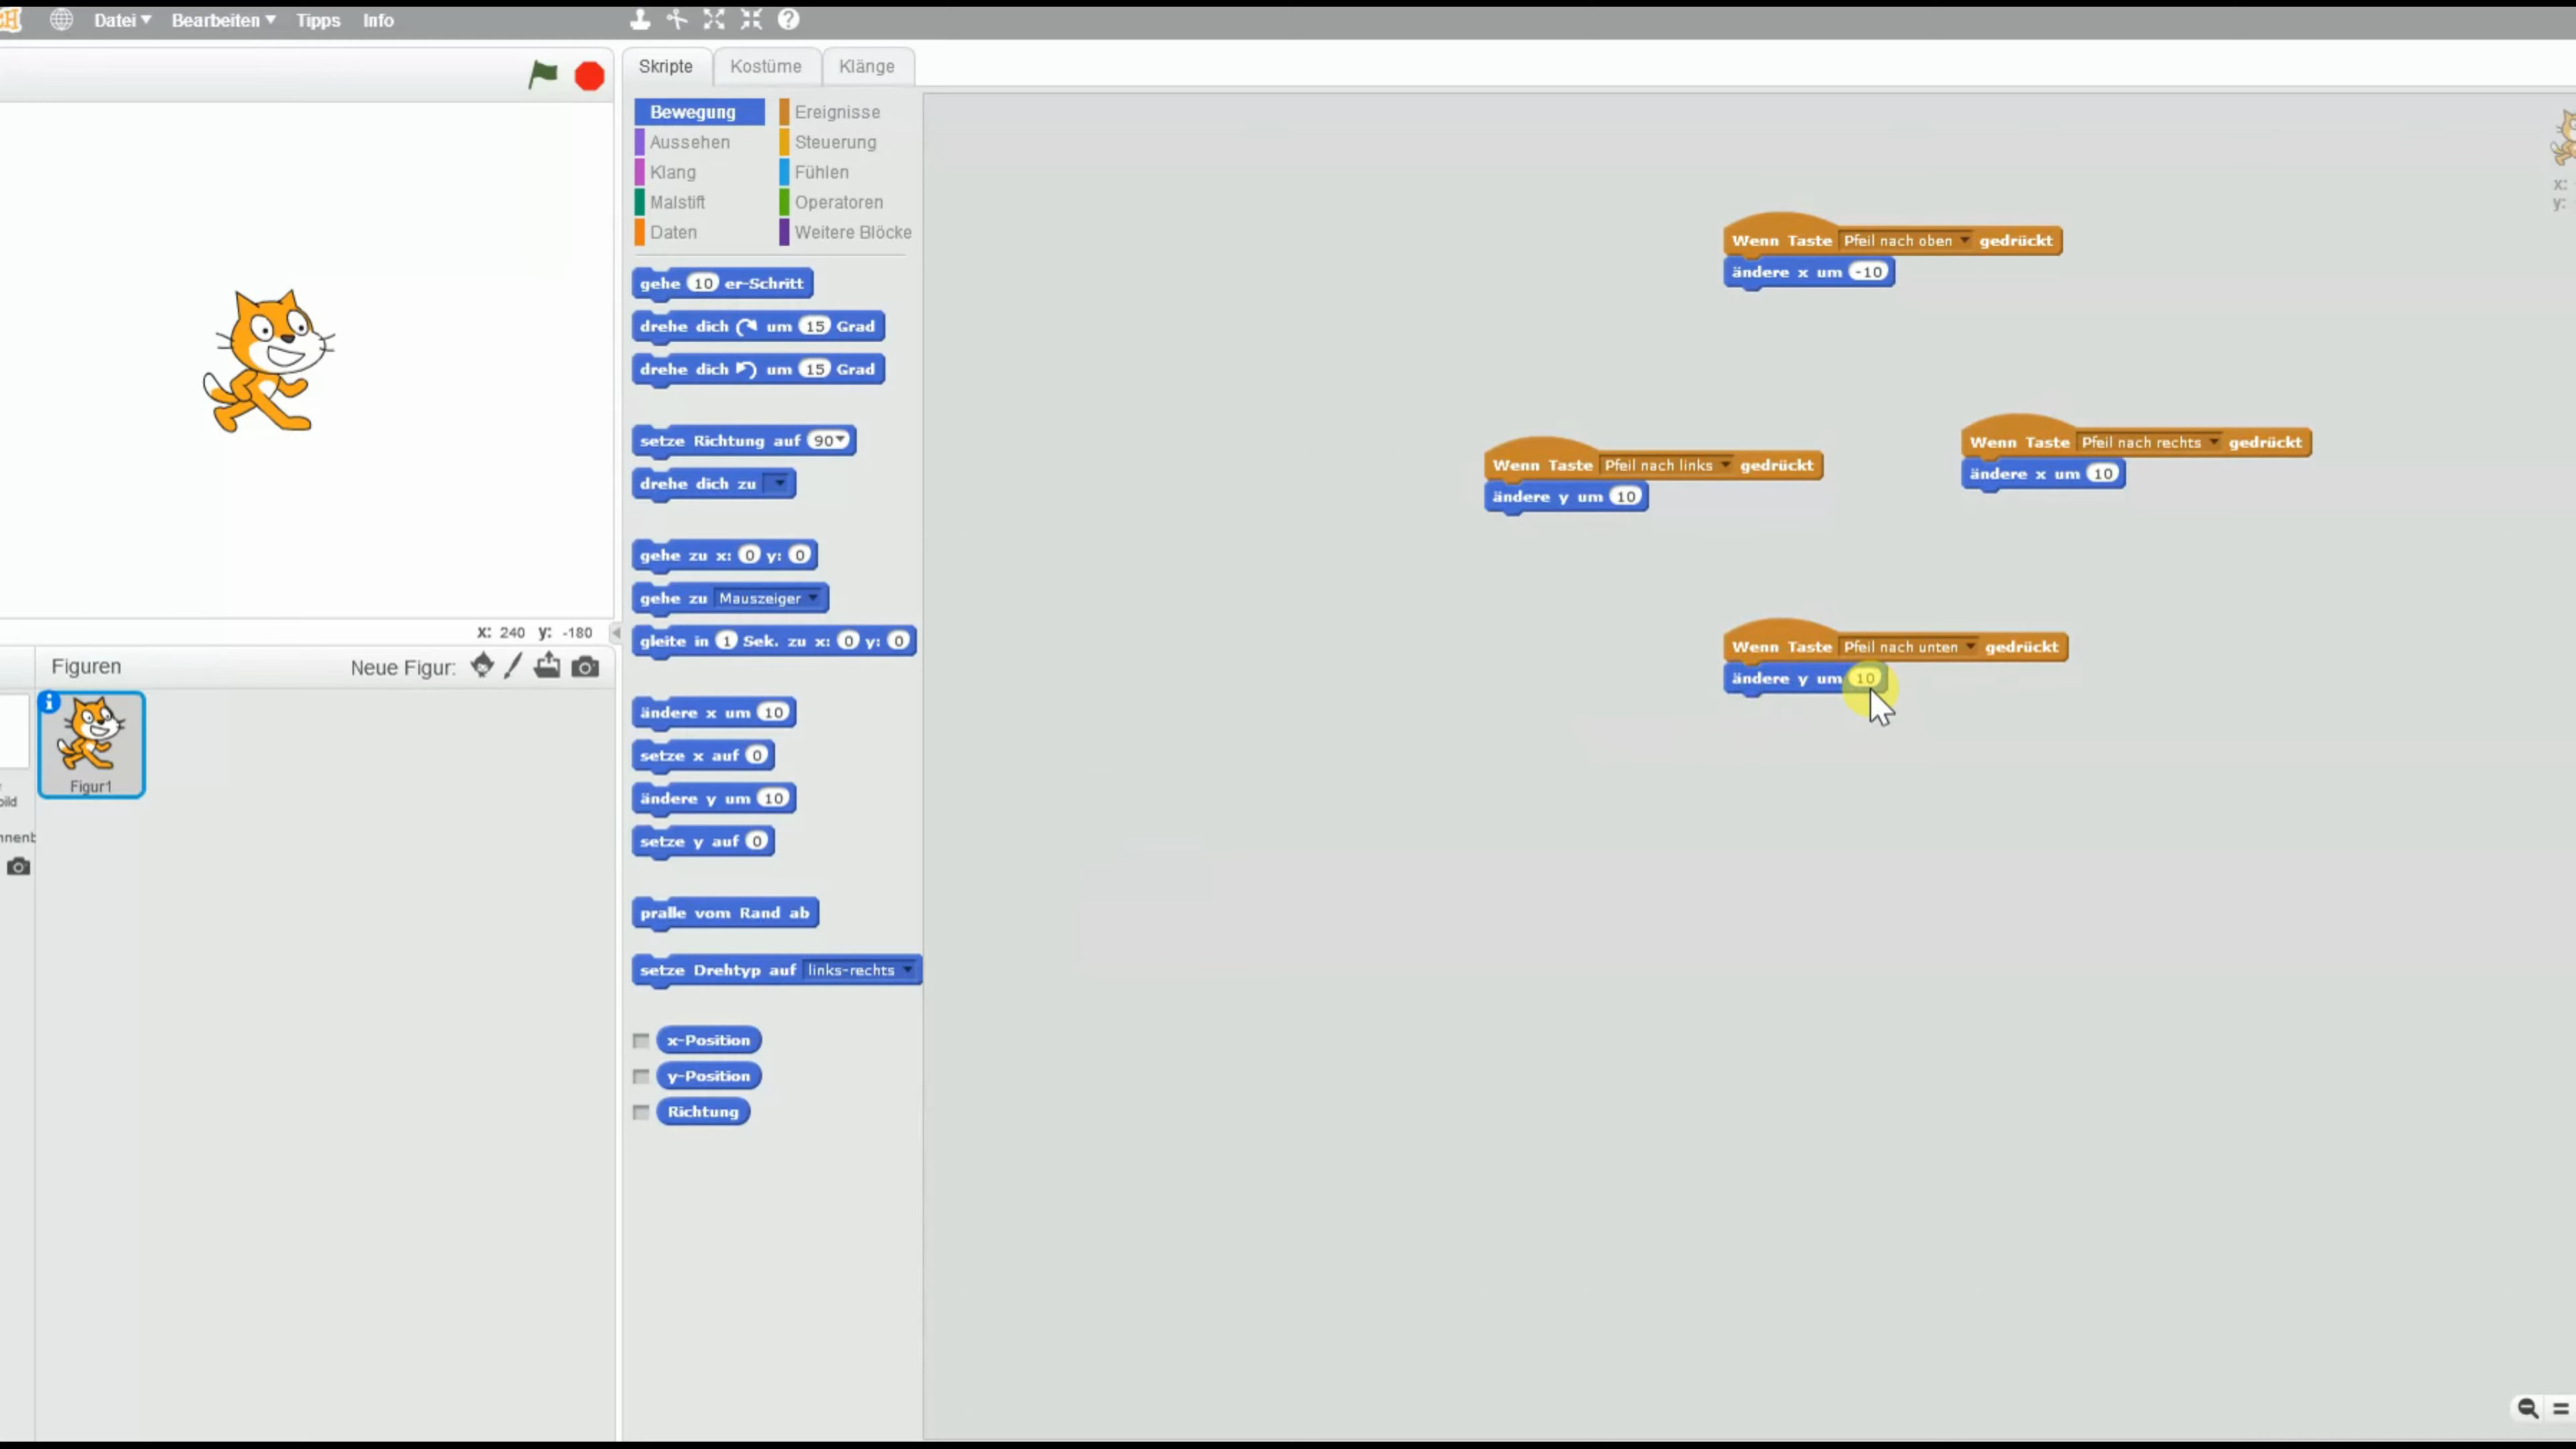 Datei Bearbeiten Tipps Info
Skripte Kostüme Klänge
Bewegung Ereignisse
Aussehen Steuerung
Klang Fühlen
Malstift Operatoren
Daten Weitere Blöcke
gehe 10 er-Schritt
drehe dich um 15 Grad
drehe dich um 15 Grad
setze Richtung auf 90
drehe dich zu
gehe zu x: 0 y: 0
gehe zu Mauszeiger
gleite in 1 Sek. zu x: 0 y: 0
ändere x um 10
setze x auf 0
ändere y um 10
setze y auf 0
pralle vom Rand ab
setze Drehtyp auf links-rechts
x-Position
y-Position
Richtung
Wenn Taste Pfeil nach oben gedrückt
ändere x um -10
Wenn Taste Pfeil nach links gedrückt
ändere y um 10
Wenn Taste Pfeil nach rechts gedrückt
ändere x um 10
Wenn Taste Pfeil nach unten gedrückt
ändere y um 10
x:
y:
x: 240 y: -180
Figuren Neue Figur:
Figur1